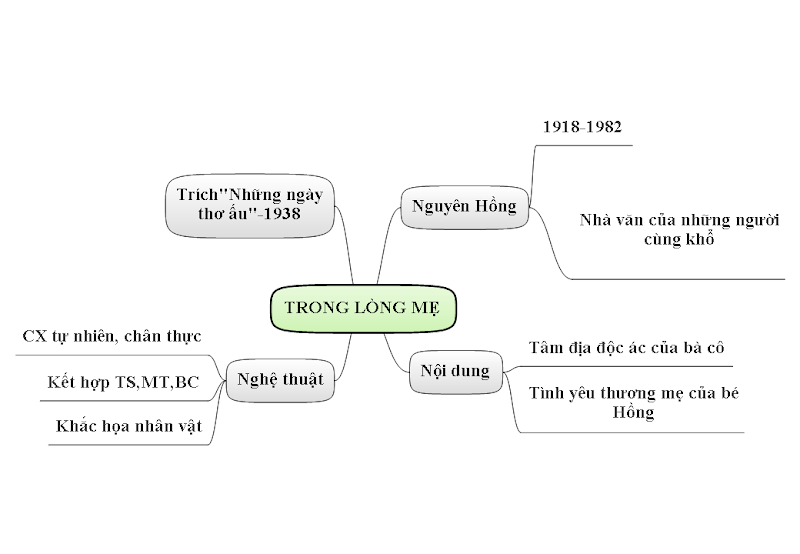 1918-1982
Trích"Những ngày
thơ ấu"-1938
Nguyên Hồng
Nhà văn của những người
cùng khổ
TRONG LÒNG MẸ
CX tự nhiên, chân thực
Kết hợp TS,MT,BC
Khắc họa nhân vật
Nghệ thuật
Nội dung
Tâm địa độc ác của bà cô
Tình yêu thương mẹ của bé
Hồng